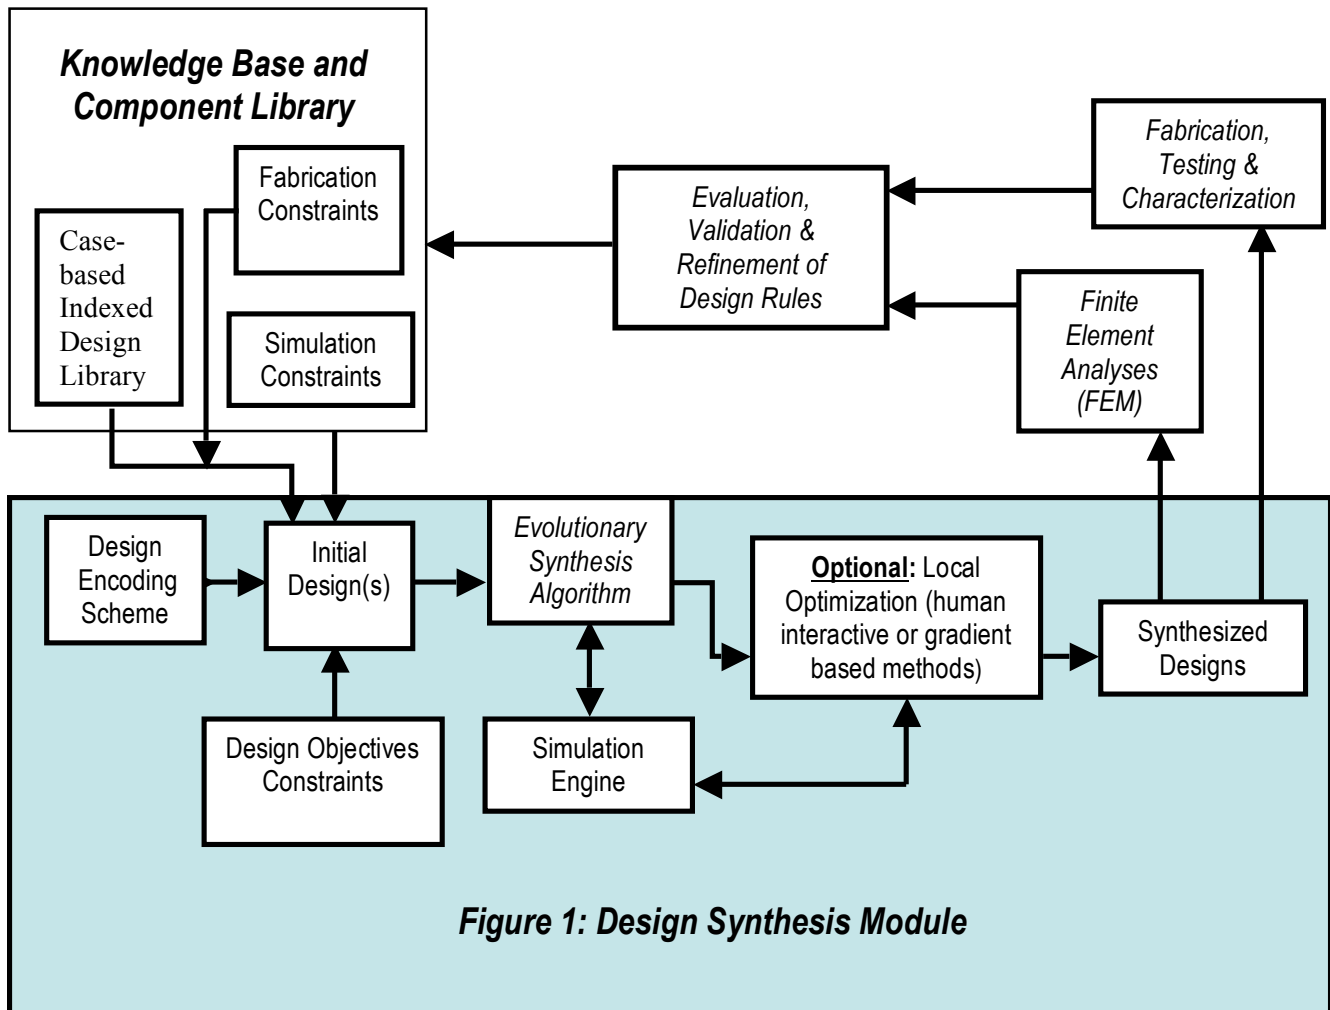 Knowledge Base and
Component Library
Fabrication
Constraints
Case-
based
Indexed
Design
Library
Simulation
Constraints
Evaluation,
Validation &
Refinement of
Design Rules
Fabrication,
Testing &
Characterization
Finite
Element
Analyses
(FEM)
Design
Encoding
Scheme
Initial
Design(s)
Evolutionary
Synthesis
Algorithm
Optional: Local
Optimization (human
interactive or gradient
based methods)
Synthesized
Designs
Design Objectives
Constraints
Simulation
Engine
Figure 1: Design Synthesis Module